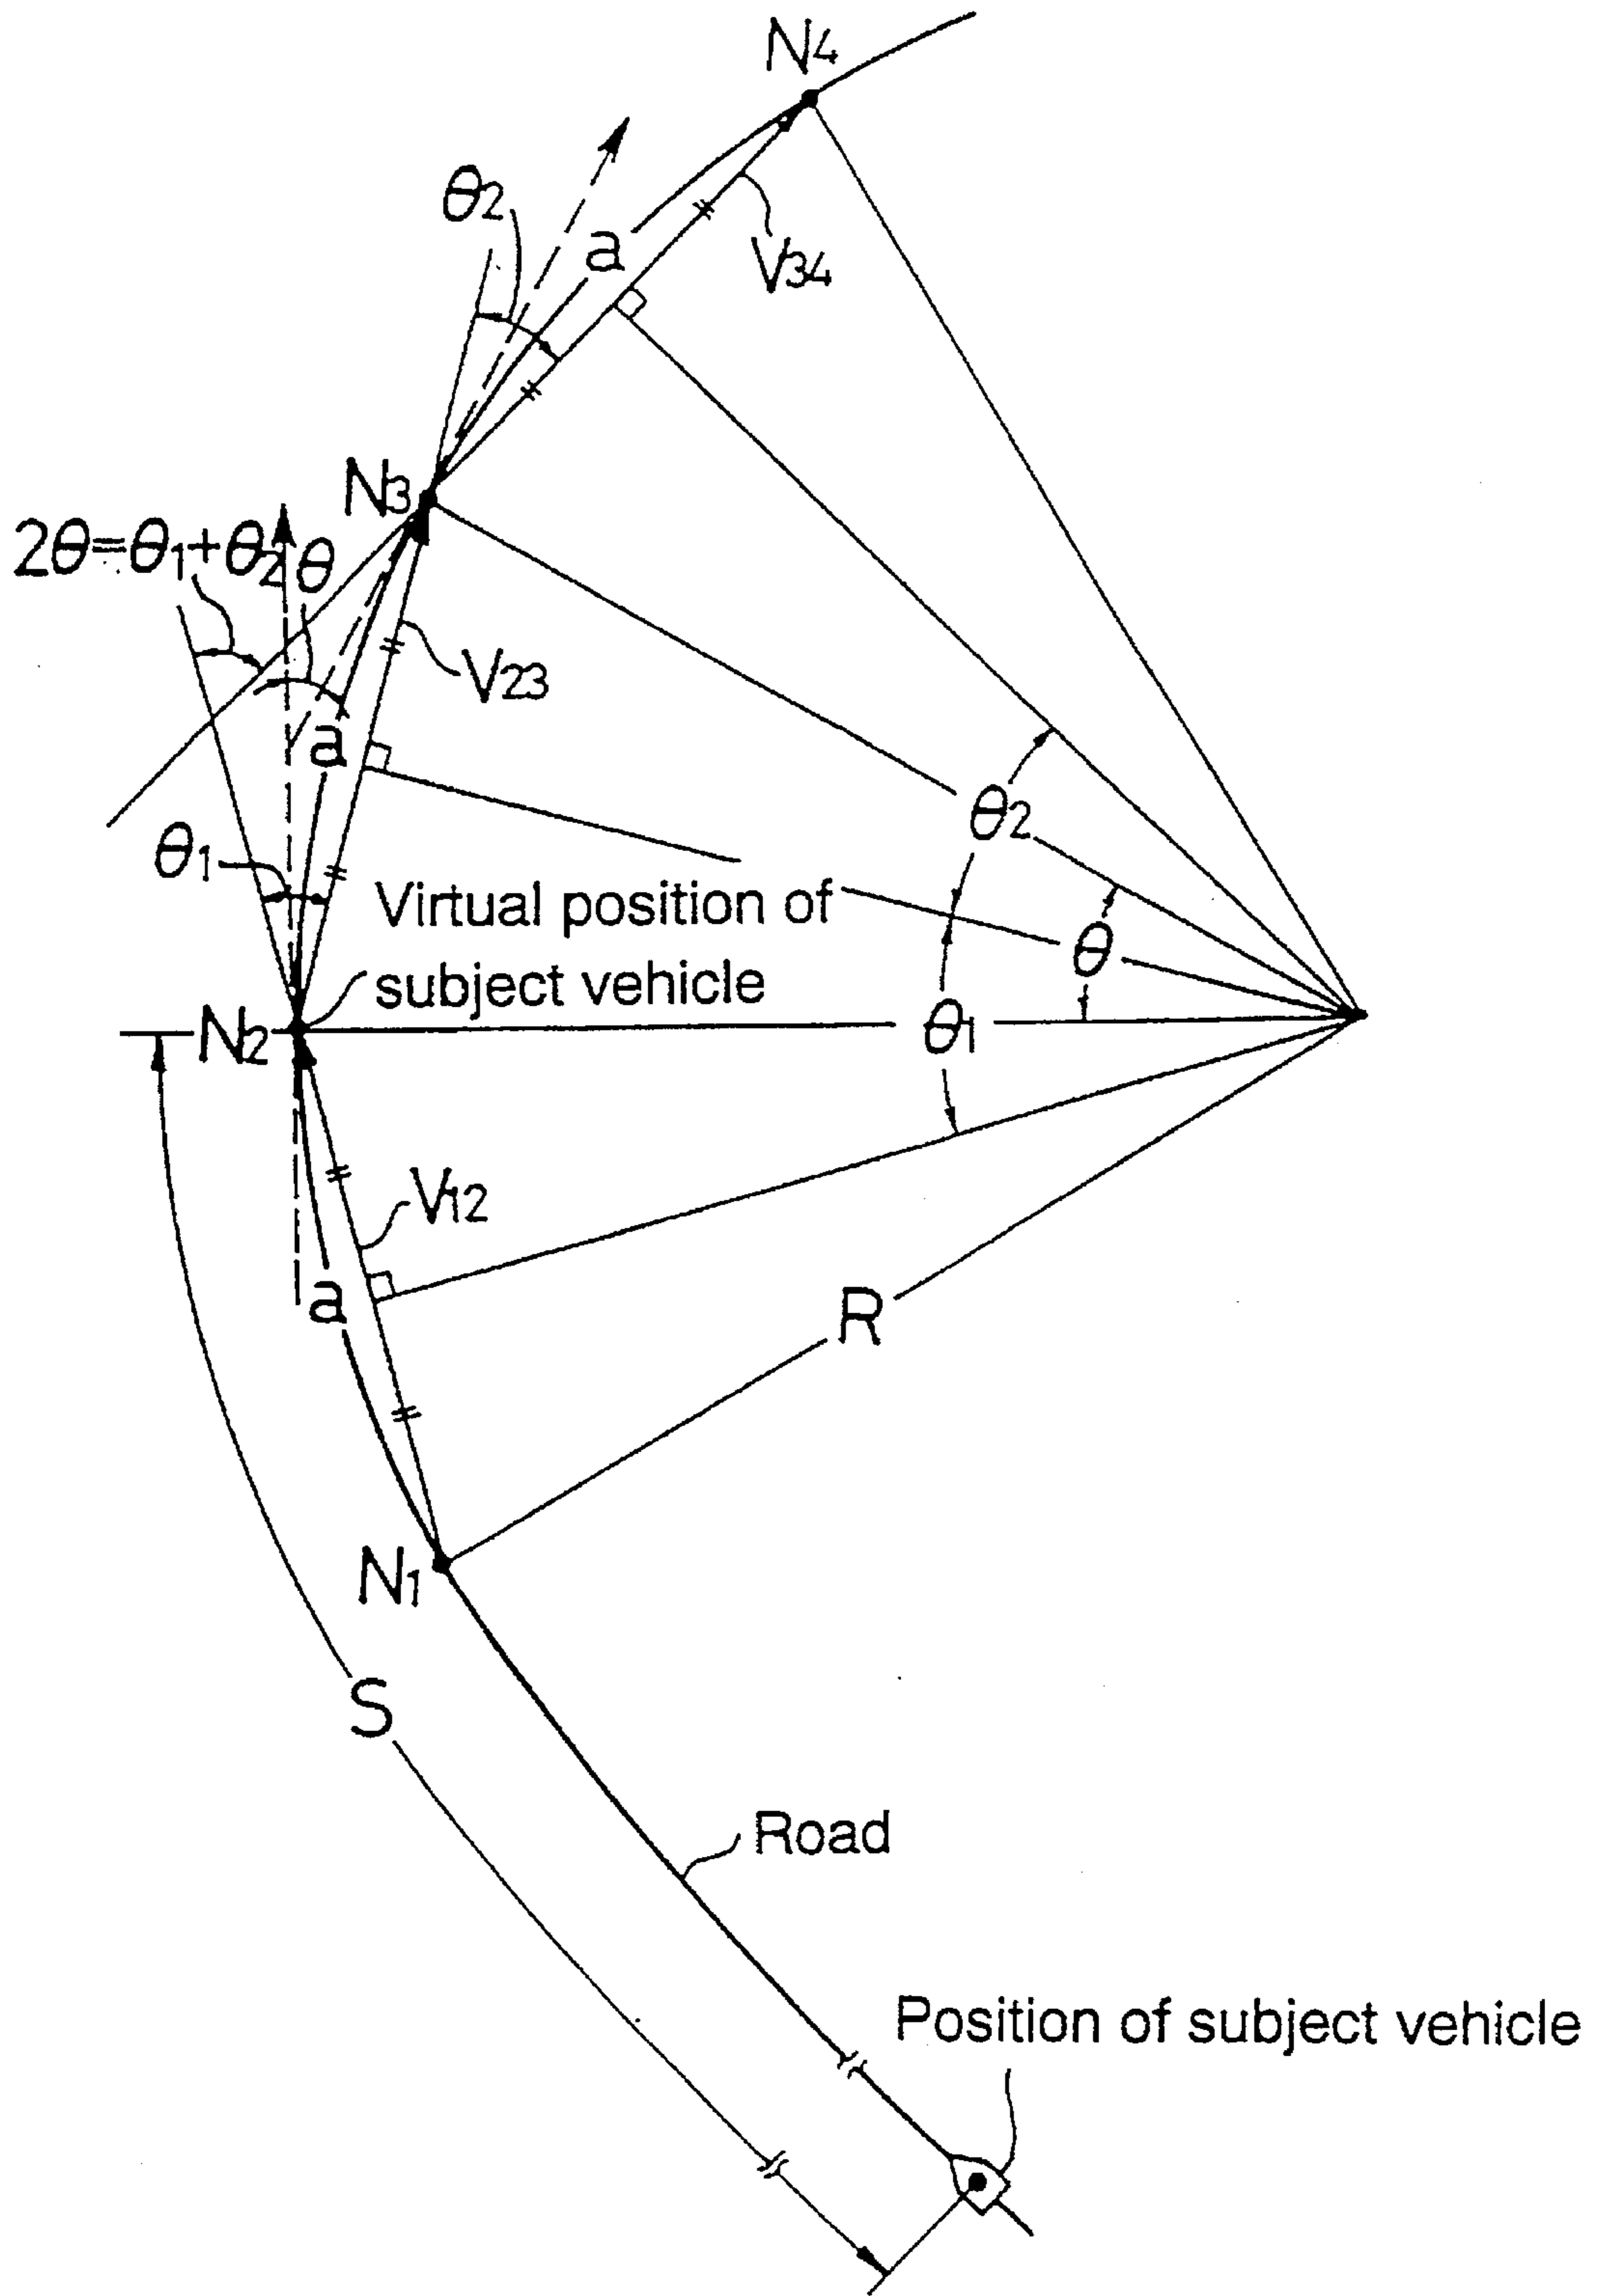 N4
θ2
a
V34
N3
2θ=θ1+θ2
θ
V23
a
θ2
θ1
Virtual position of
θ
subject vehicle
N2
θ1
V12
a
R
N1
S
Road
Position of subject vehicle